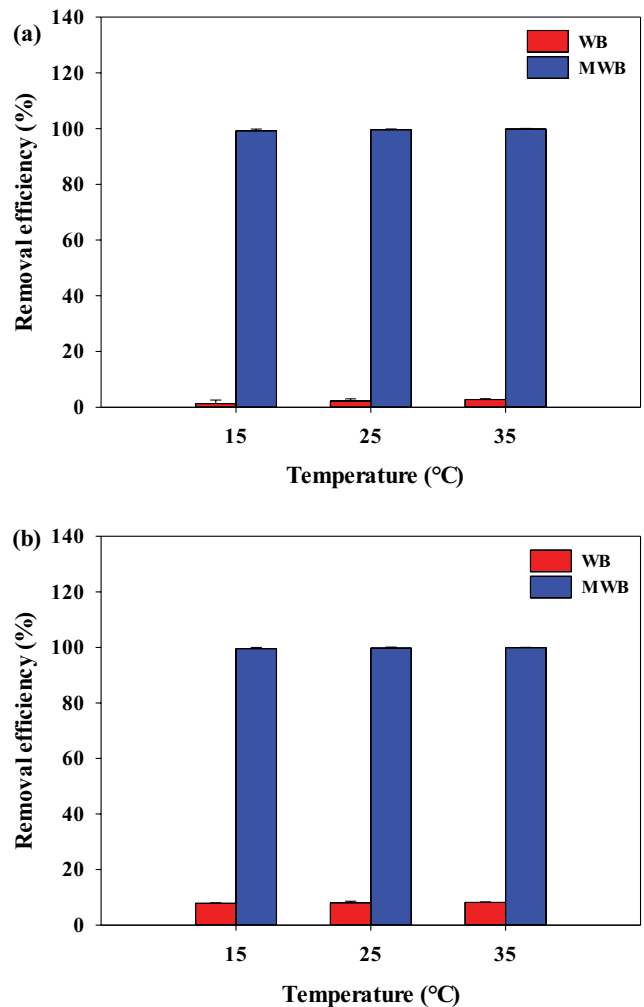 (a)
140
120
100
80
60
40
20
0
Removal efficiency (%)
WB
MWB
15 25 35
Temperature (°C)
(b)
140
120
100
80
60
40
20
0
Removal efficiency (%)
WB
MWB
15 25 35
Temperature (°C)